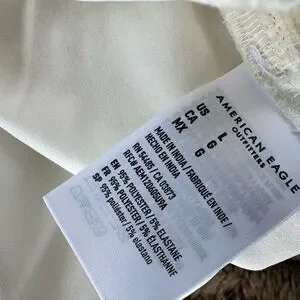 AMERICAN EAGLE
OUTFITTERS
US L
CA G
MX G
MADE IN INDIA / FABRIQUÉ EN INDE /
HECHO EN INDIA
RN 54485 / CA 03073
EN 95% POLYESTER / 5% ELASTANE
FR 95% POLYESTER / 5% ÉLASTHANNE
SP 95% poliéster / 5% elastano